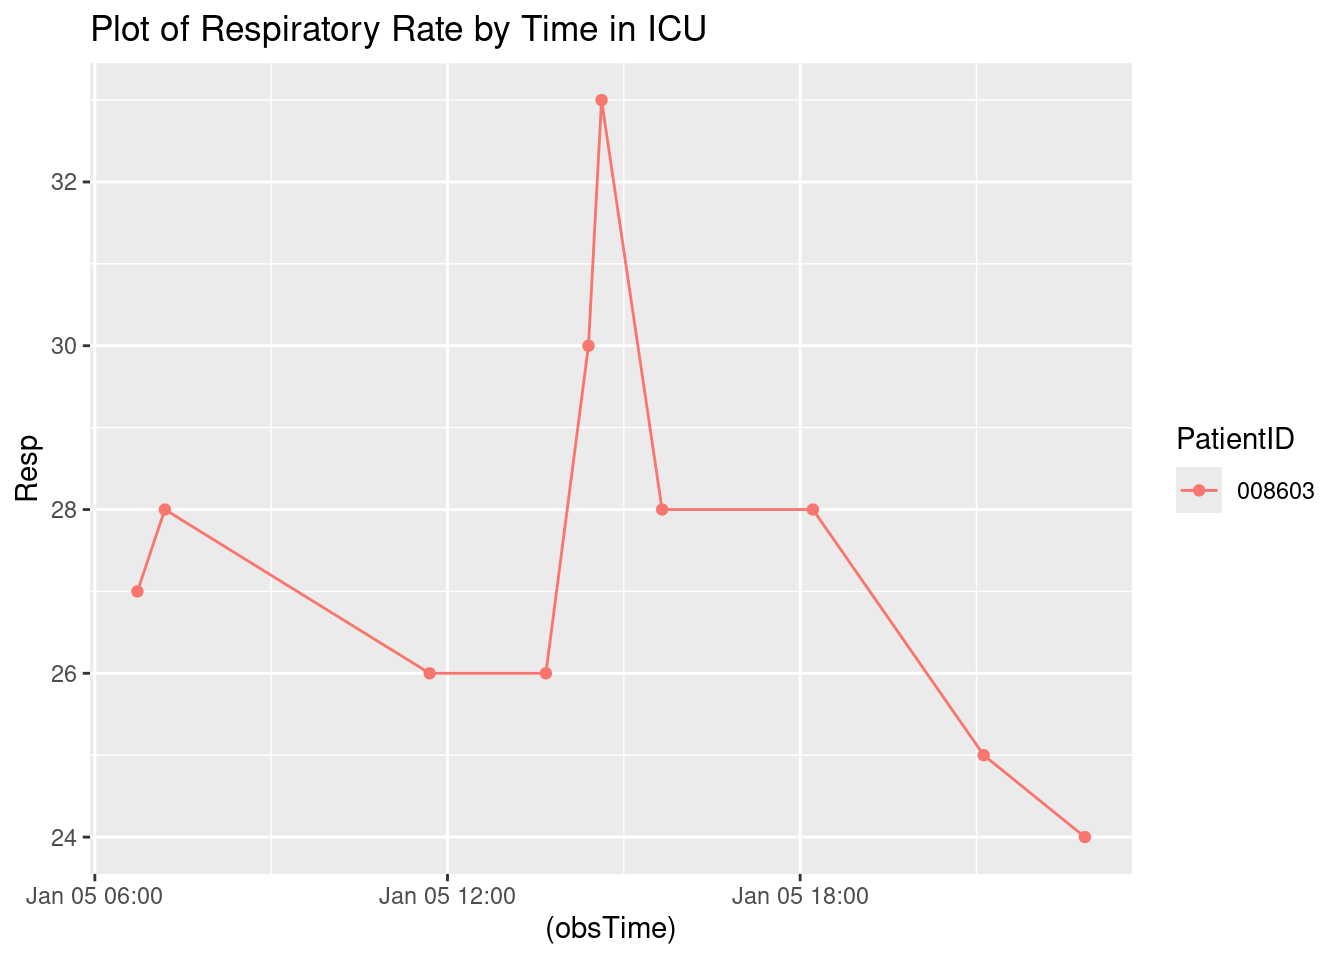 Plot of Respiratory Rate by Time in ICU
32
30
28
26
24
Resp
Jan 05 06:00
Jan 05 12:00
Jan 05 18:00
(obsTime)
PatientID
008603